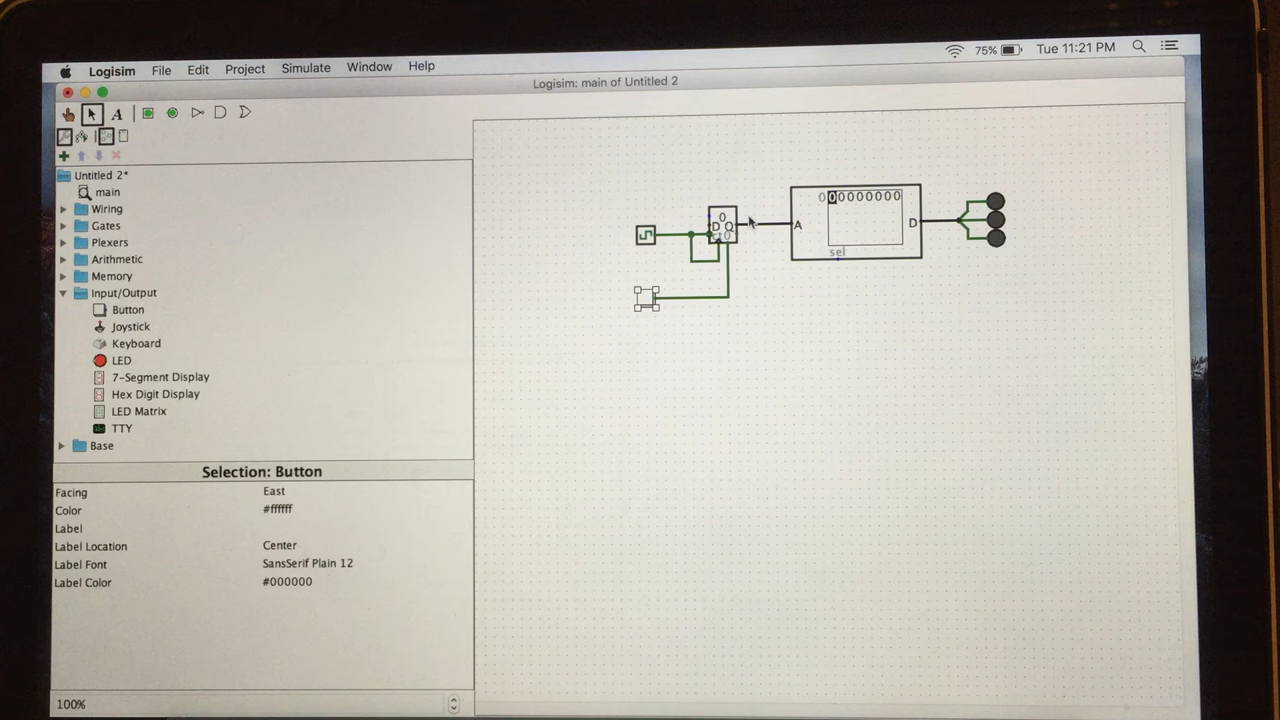 Logisim File Edit Project Simulate Window Help 75% Tue 11:21 PM
Logisim: main of Untitled 2
A
Untitled 2*
main
Wiring
Gates
Plexers
Arithmetic
Memory
Input/Output
Button
Joystick
Keyboard
LED
7-Segment Display
Hex Digit Display
LED Matrix
TTY
Base
Selection: Button
Facing East
Color #ffffff
Label
Label Location Center
Label Font SansSerif Plain 12
Label Color #000000
100%
0
D Q
0 00000000
A D
sel